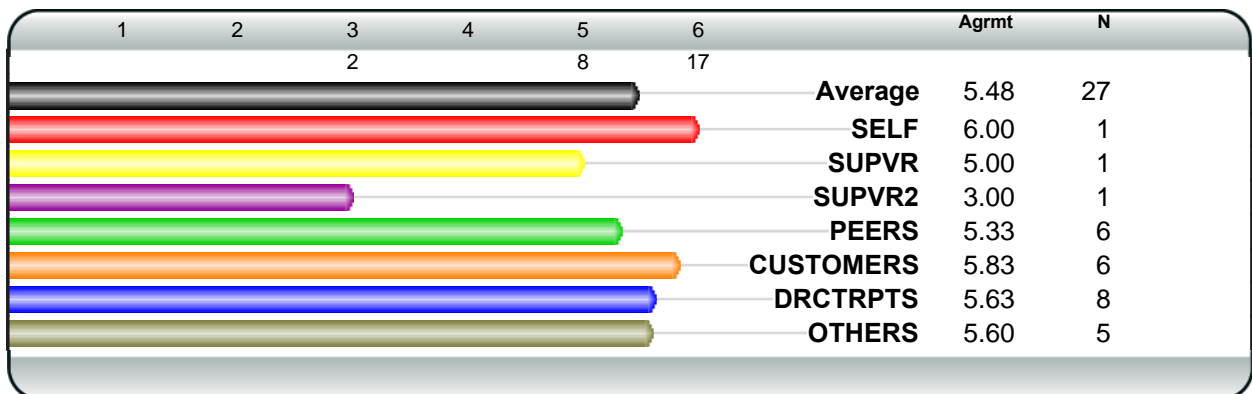 1 2 3 4 5 6 Agrmt N
2 8 17
Average 5.48 27
SELF 6.00 1
SUPVR 5.00 1
SUPVR2 3.00 1
PEERS 5.33 6
CUSTOMERS 5.83 6
DRCTRPTS 5.63 8
OTHERS 5.60 5